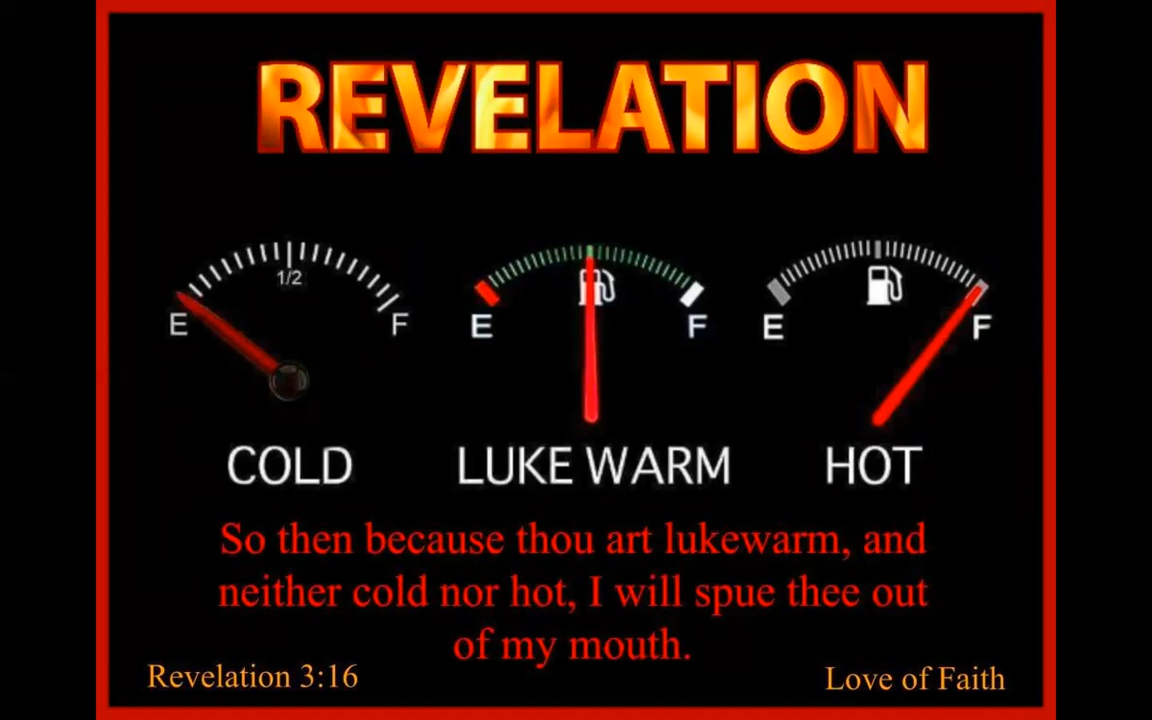 REVELATION
1/2
E F E F E F
COLD LUKE WARM HOT
So then because thou art lukewarm, and
neither cold nor hot, I will spue thee out
of my mouth.
Revelation 3:16 Love of Faith